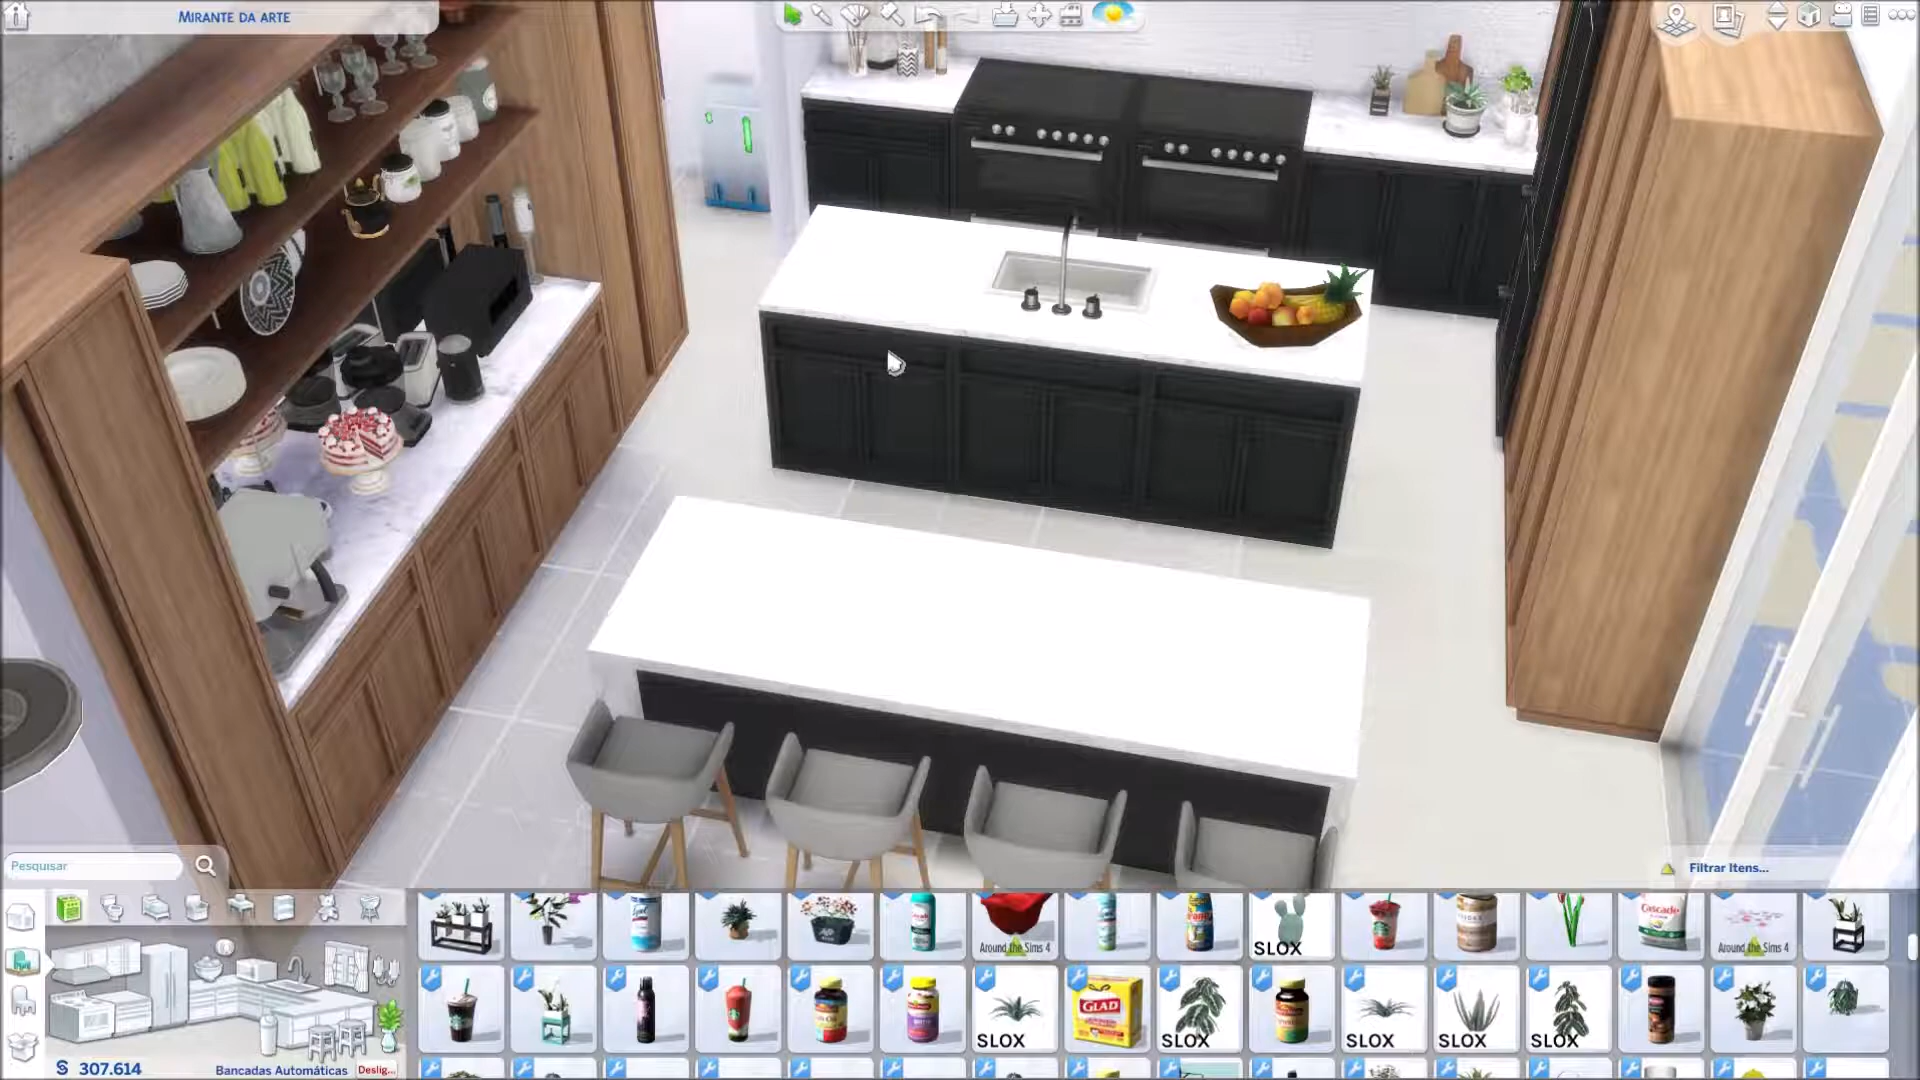 Mirante da arte
Pesquisar
Filtrar Itens...
Around the Sims 4
SLOX
Cascade
Around the Sims 4
SLOX
GLAD
SLOX
SLOX
SLOX
SLOX
S 307.614
Bancadas Automáticas
Deslig...